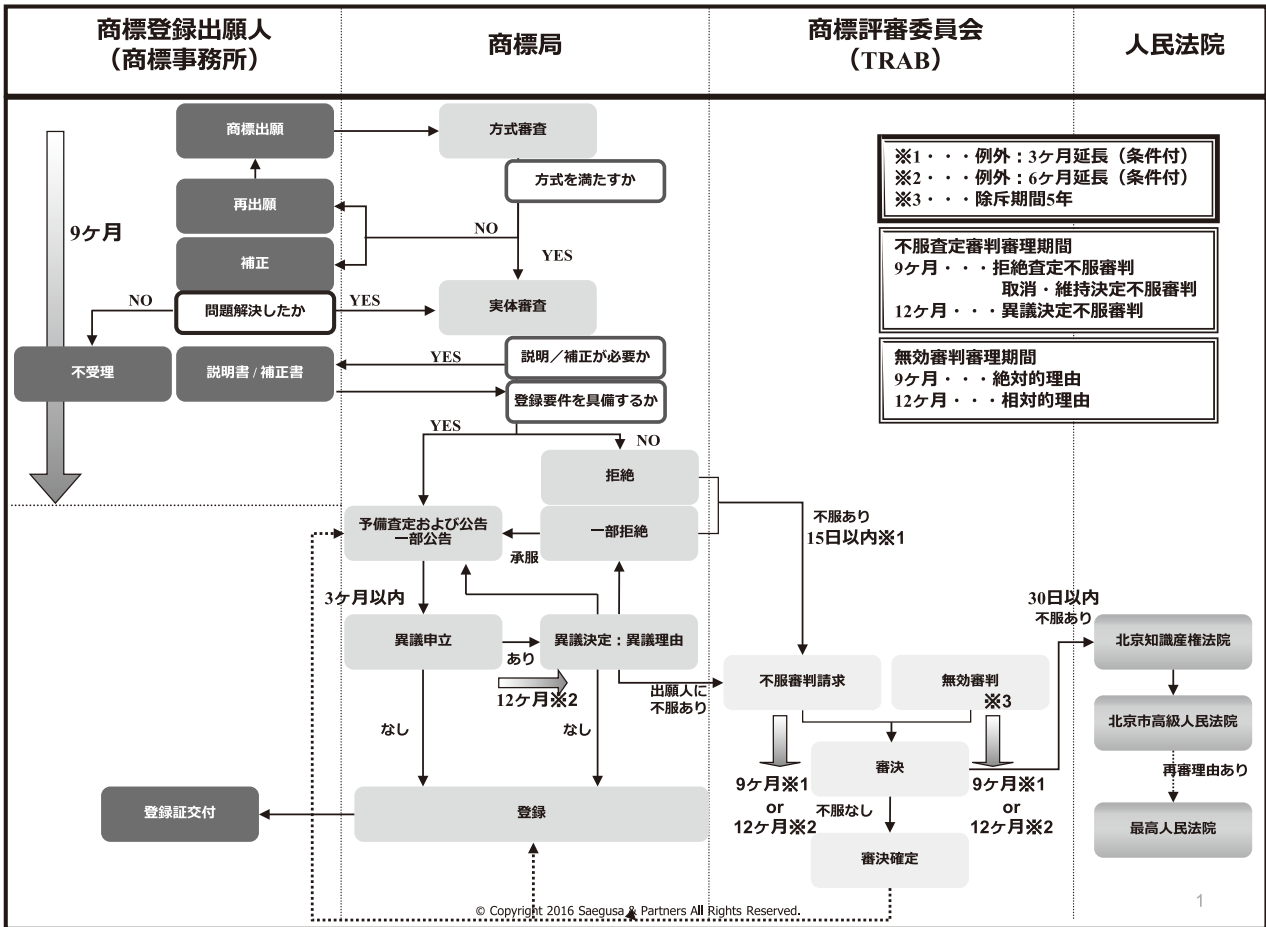 商標登録出願人
（商標事務所）
商標局
商標評審委員会
（TRAB）
人民法院
商標出願
方式審査
※1・・・例外：3ケ月延長（条件付）
※2・・・例外：6ケ月延長（条件付）
※3・・・除斥期間5年
方式を満たすか
再出願
9ケ月
NO
補正
YES
不服査定審判審理期間
9ケ月・・・拒絶査定不服審判
取消・維持決定不服審判
12ケ月・・・異議決定不服審判
NO
問題解決したか
YES
実体審査
不受理
説明書 / 補正書
YES
説明／補正が必要か
登録要件を具備するか
無効審判審理期間
9ケ月・・・絶対的理由
12ケ月・・・相対的理由
YES
NO
拒絶
予備査定および公告
一部公告
承服
一部拒絶
不服あり
15日以内※1
3ケ月以内
異議申立
あり
異議決定：異議理由
12ケ月※2
出願人に
不服あり
不服審判請求
無効審判
※3
30日以内
不服あり
北京知識産権法院
北京市高級人民法院
再審理由あり
最高人民法院
なし
なし
審決
9ケ月※1
or
12ケ月※2
不服なし
9ケ月※1
or
12ケ月※2
審決確定
登録証交付
登録
© Copyright 2016 Saegusa & Partners All Rights Reserved.
1